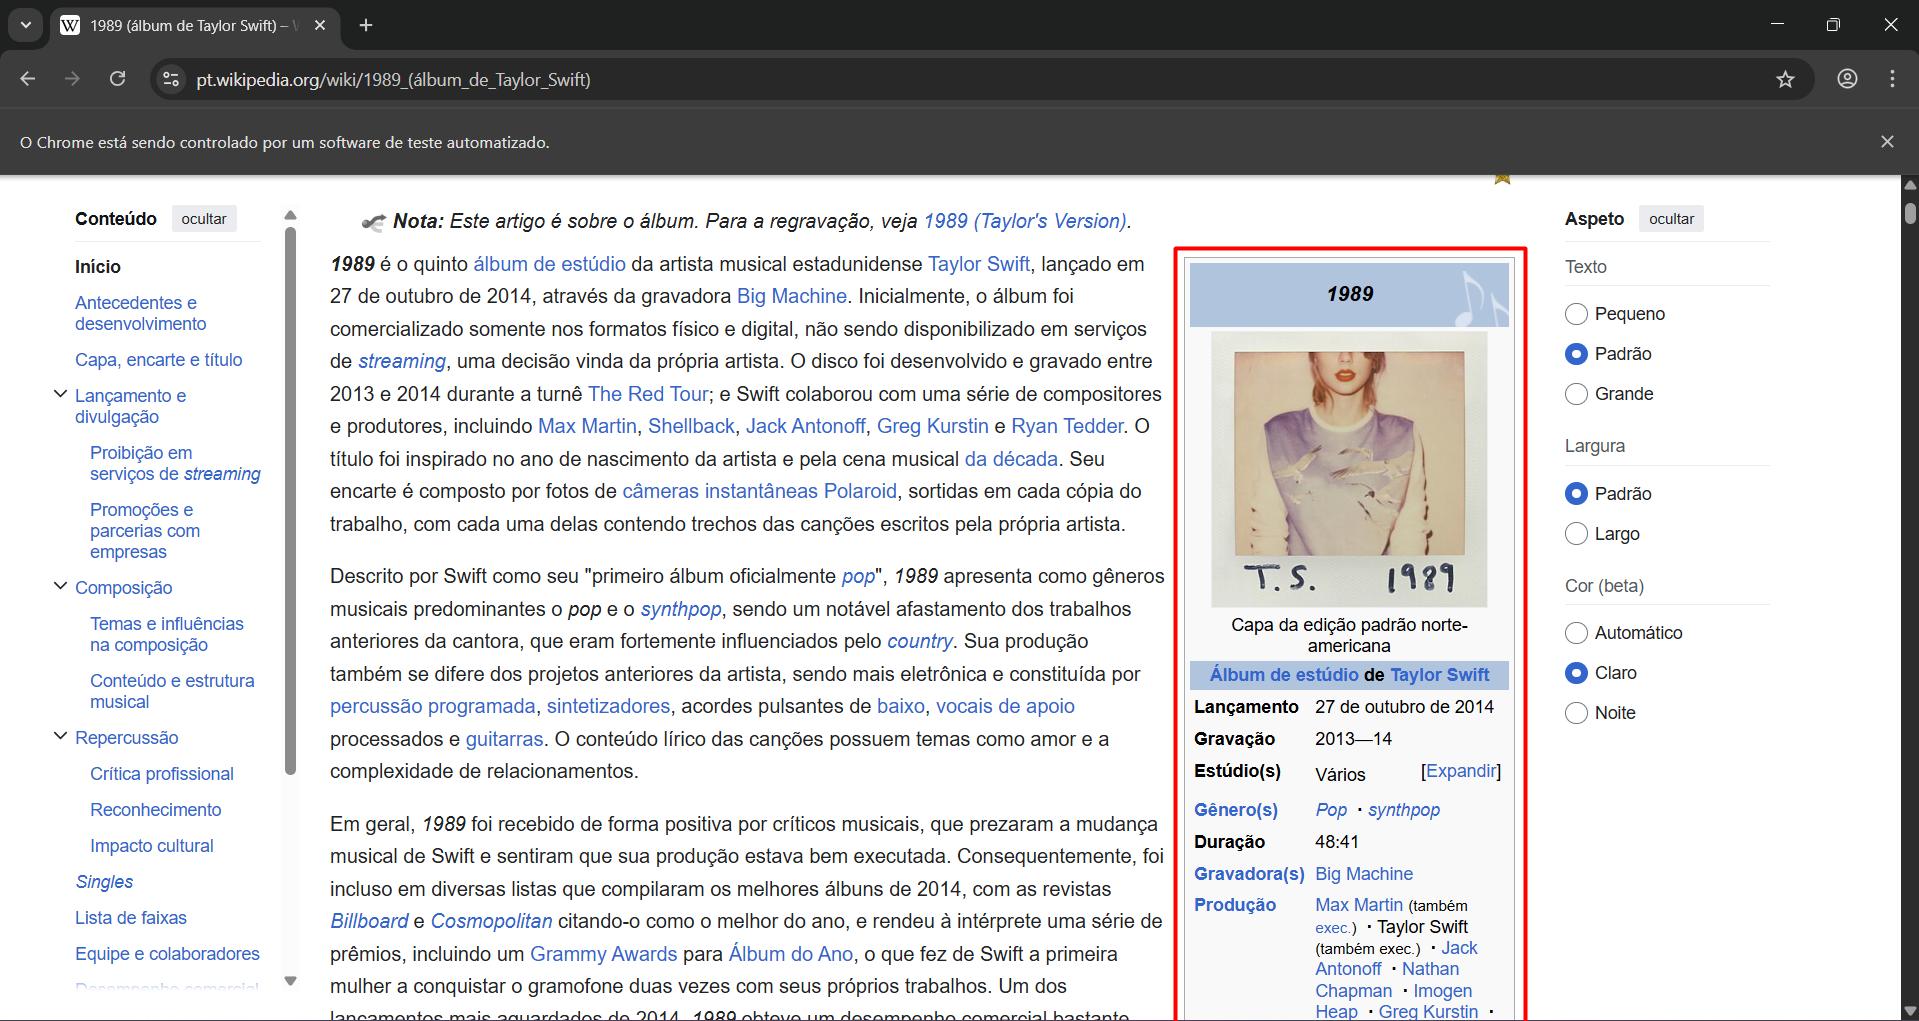 1989 (álbum de Taylor Swift) –
pt.wikipedia.org/wiki/1989_(álbum_de_Taylor_Swift)
O Chrome está sendo controlado por um software de teste automatizado.
Conteúdo ocultar
Início
Antecedentes e
desenvolvimento
Capa, encarte e título
Lançamento e
divulgação
Proibição em
serviços de streaming
Promoções e
parcerias com
empresas
Composição
Temas e influências
na composição
Conteúdo e estrutura
musical
Repercussão
Crítica profissional
Reconhecimento
Impacto cultural
Singles
Lista de faixas
Equipe e colaboradores
Desempenho comercial
Nota: Este artigo é sobre o álbum. Para a regravação, veja 1989 (Taylor's Version).
1989 é o quinto álbum de estúdio da artista musical estadunidense Taylor Swift, lançado em
27 de outubro de 2014, através da gravadora Big Machine. Inicialmente, o álbum foi
comercializado somente nos formatos físico e digital, não sendo disponibilizado em serviços
de streaming, uma decisão vinda da própria artista. O disco foi desenvolvido e gravado entre
2013 e 2014 durante a turnê The Red Tour; e Swift colaborou com uma série de compositores
e produtores, incluindo Max Martin, Shellback, Jack Antonoff, Greg Kurstin e Ryan Tedder. O
título foi inspirado no ano de nascimento da artista e pela cena musical da década. Seu
encarte é composto por fotos de câmeras instantâneas Polaroid, sortidas em cada cópia do
trabalho, com cada uma delas contendo trechos das canções escritos pela própria artista.
Descrito por Swift como seu "primeiro álbum oficialmente pop", 1989 apresenta como gêneros
musicais predominantes o pop e o synthpop, sendo um notável afastamento dos trabalhos
anteriores da cantora, que eram fortemente influenciados pelo country. Sua produção
também se difere dos projetos anteriores da artista, sendo mais eletrônica e constituída por
percussão programada, sintetizadores, acordes pulsantes de baixo, vocais de apoio
processados e guitarras. O conteúdo lírico das canções possuem temas como amor e a
complexidade de relacionamentos.
Em geral, 1989 foi recebido de forma positiva por críticos musicais, que prezaram a mudança
musical de Swift e sentiram que sua produção estava bem executada. Consequentemente, foi
incluso em diversas listas que compilaram os melhores álbuns de 2014, com as revistas
Billboard e Cosmopolitan citando-o como o melhor do ano, e rendeu à intérprete uma série de
prêmios, incluindo um Grammy Awards para Álbum do Ano, o que fez de Swift a primeira
mulher a conquistar o gramofone duas vezes com seus próprios trabalhos. Um dos
lançamentos mais aguardados de 2014, 1989 obteve um desempenho comercial bastante
1989
T.S. 1989
Capa da edição padrão norte-
americana
Álbum de estúdio de Taylor Swift
Lançamento 27 de outubro de 2014
Gravação 2013—14
Estúdio(s) Vários [Expandir]
Gênero(s) Pop · synthpop
Duração 48:41
Gravadora(s) Big Machine
Produção Max Martin (também
exec.) · Taylor Swift
(também exec.) · Jack
Antonoff · Nathan
Chapman · Imogen
Heap · Greg Kurstin ·
Aspeto ocultar
Texto
Pequeno
Padrão
Grande
Largura
Padrão
Largo
Cor (beta)
Automático
Claro
Noite